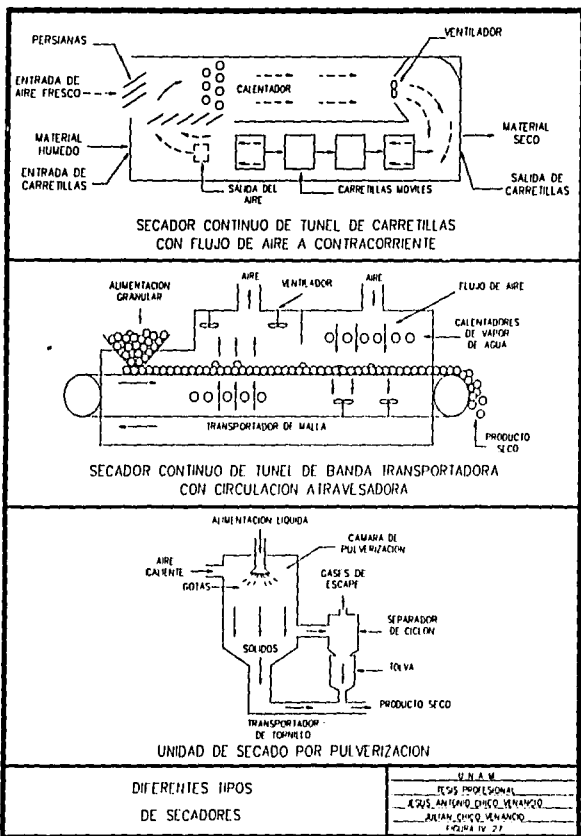 PERSIANAS
VENTILADOR
ENTRADA DE
AIRE FRESCO
CALENTADOR
MATERIAL
HUMEDO
MATERIAL
SECO
ENTRADA DE
CARRETILLAS
SALIDA DEL
AIRE
CARRETILLAS MOVILES
SALIDA DE
CARRETILLAS
SECADOR CONTINUO DE TUNEL DE CARRETILLAS
CON FLUJO DE AIRE A CONTRACORRIENTE
ALIMENTACION
GRANULAR
AIRE
VENTILADOR
AIRE
FLUJO DE AIRE
CALENTADORES
DE VAPOR
DE AGUA
TRANSPORTADOR DE MALLA
PRODUCTO
SECO
SECADOR CONTINUO DE TUNEL DE BANDA TRANSPORTADORA
CON CIRCULACION ATRAVESADORA
ALIMENTACION LIQUIDA
CAMARA DE
PULVERIZACION
AIRE
CALIENTE
GOTAS
GASES DE
ESCAPE
SEPARADOR
DE CICLON
SOLIDOS
TOLVA
PRODUCTO SECO
TRANSPORTADOR
DE TORNILLO
UNIDAD DE SECADO POR PULVERIZACION
DIFERENTES TIPOS
DE SECADORES
U.N.A.M
TESIS PROFESIONAL
JESUS ANTONIO CHICO VENANCIO
JULIAN CHICO VENANCIO
FIGURA IV. 27